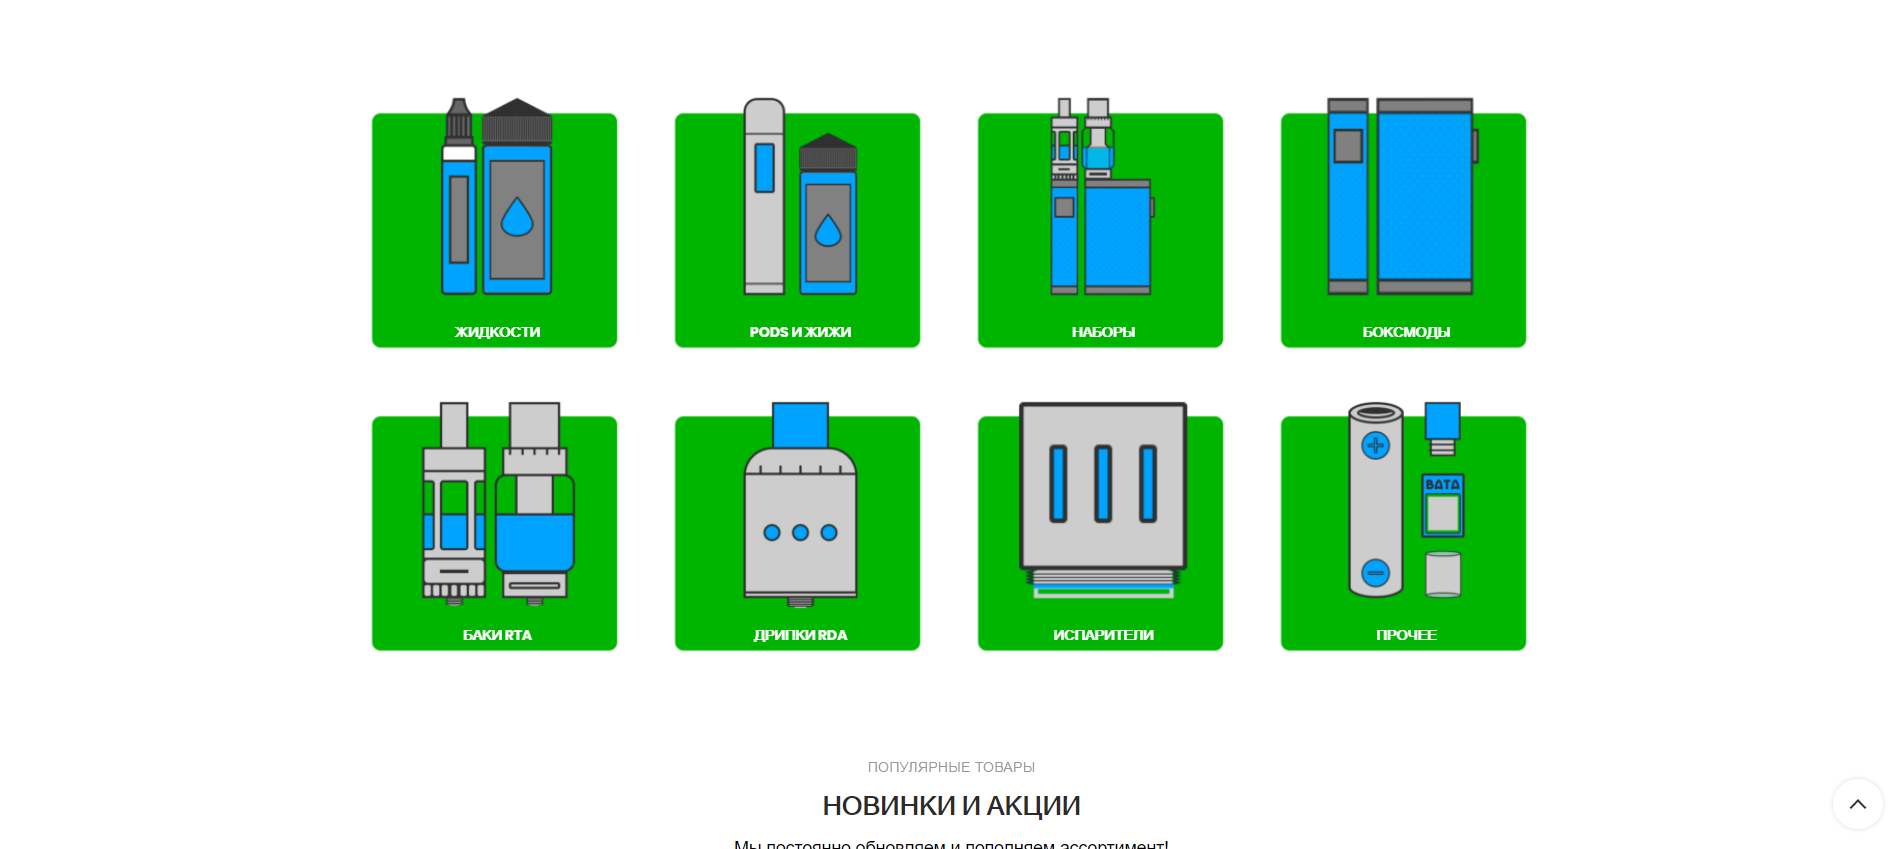 ЖИДКОСТИ
PODS И ЖИЖИ
НАБОРЫ
БОКСМОДЫ
ВАТА
БАКИ RTA
ДРИПКИ RDA
ИСПАРИТЕЛИ
ПРОЧЕЕ
ПОПУЛЯРНЫЕ ТОВАРЫ
НОВИНКИ И АКЦИИ
Мы постоянно обновляем и пополняем ассортимент!